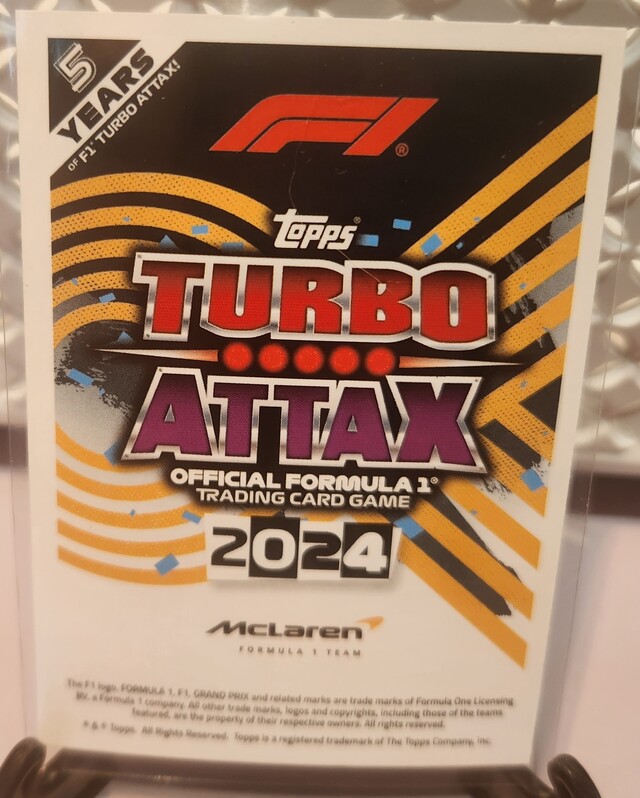 5
YEARS
OF F1® TURBO ATTAX!
F1®
Topps®
TURBO
ATTAX
OFFICIAL FORMULA 1®
TRADING CARD GAME
2024
McLaren
FORMULA 1 TEAM
The F1 logo, FORMULA 1, F1, GRAND PRIX and related marks are trade marks of Formula One Licensing
BV, a Formula 1 company. All other trade marks, logos and copyrights, including those of the teams
featured, are the property of their respective owners. All rights reserved.
® & © Topps. All Rights Reserved. Topps is a registered trademark of The Topps Company, Inc.